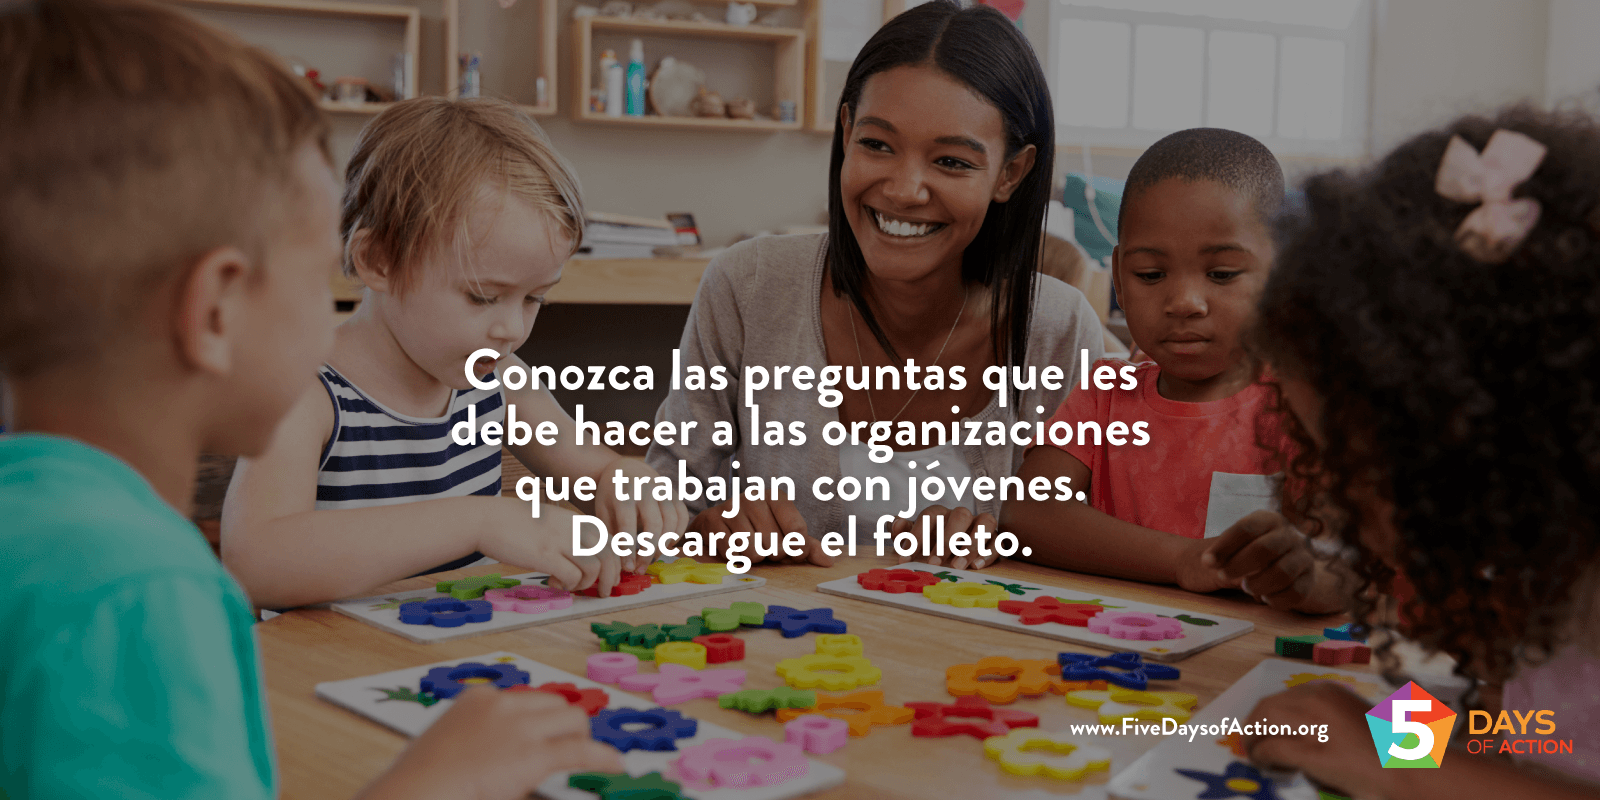 Conozca las preguntas que les
debe hacer a las organizaciones
que trabajan con jóvenes.
Descargue el folleto.
www.FiveDaysofAction.org
5 DAYS
OF ACTION